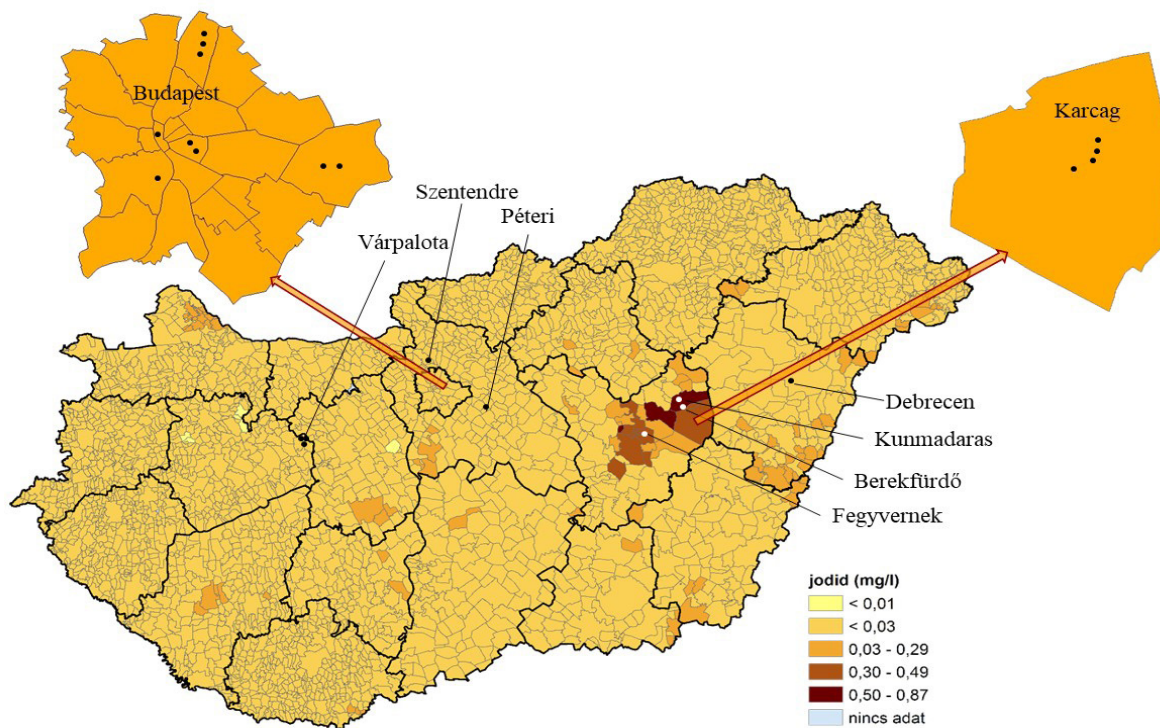 Budapest
Karcag
Szentendre
Péteri
Várpalota
Debrecen
Kunmadaras
Berekfürdő
Fegyvernek
jodid (mg/l)
< 0,01
< 0,03
0,03 - 0,29
0,30 - 0,49
0,50 - 0,87
nincs adat